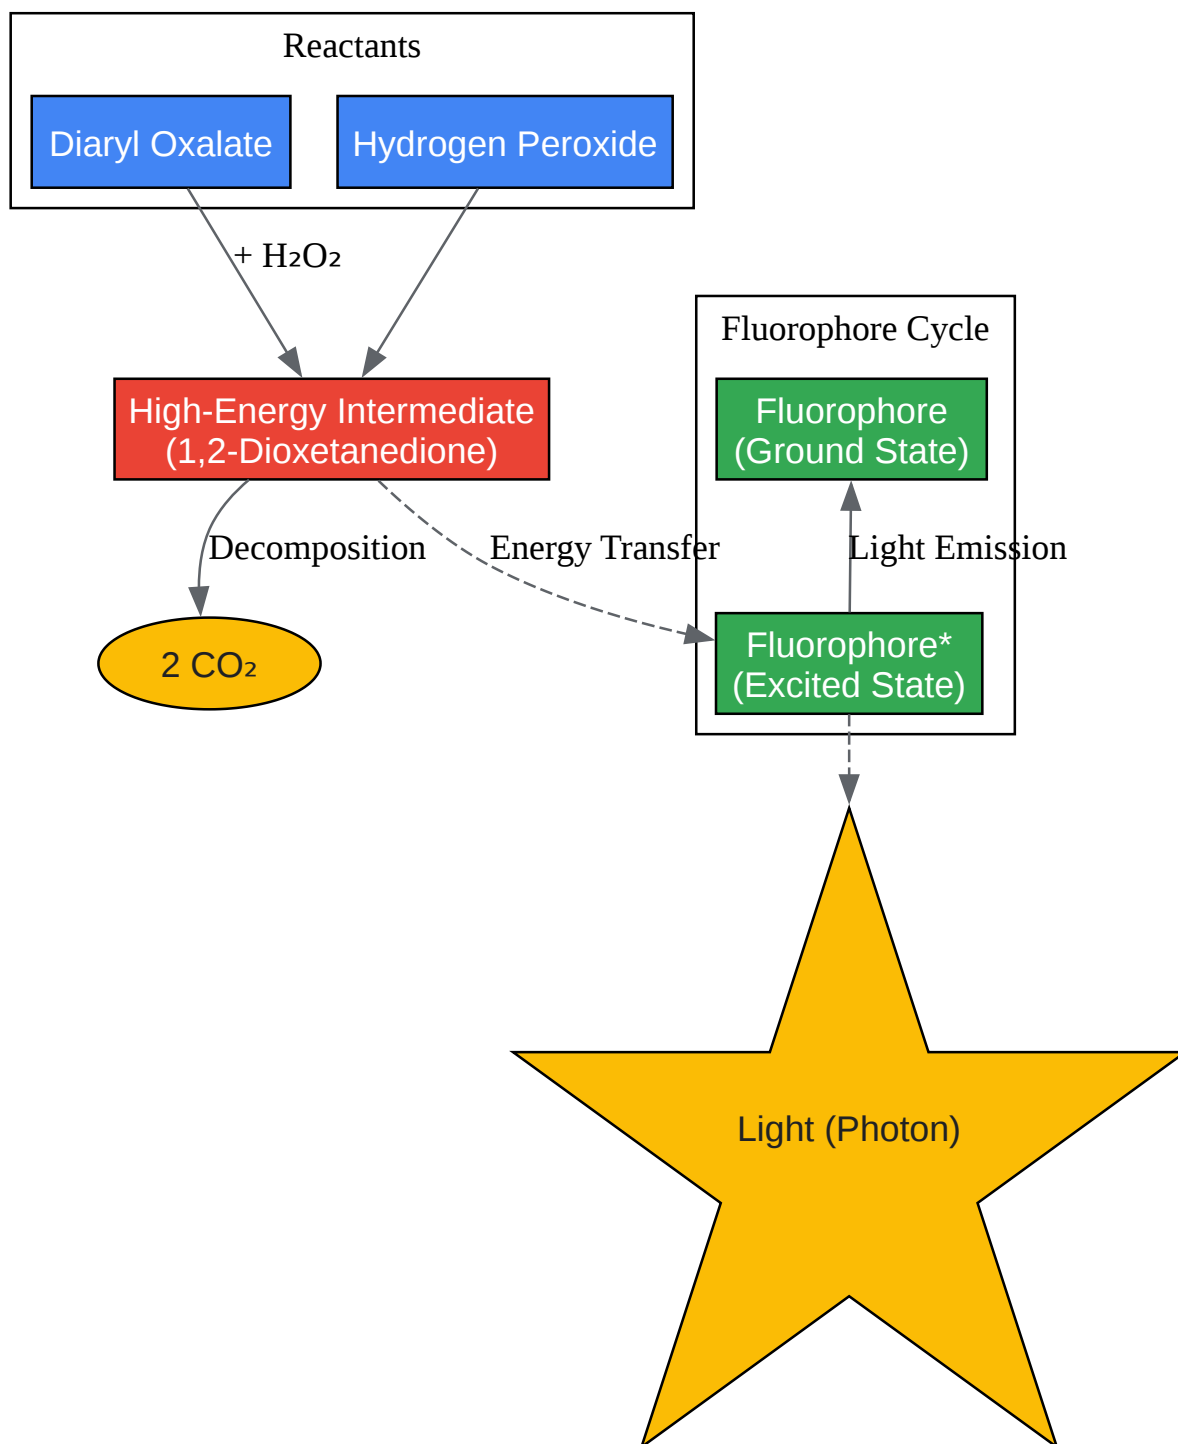 Reactants
Diaryl Oxalate
Hydrogen Peroxide
+ H₂O₂
Fluorophore Cycle
High-Energy Intermediate
(1,2-Dioxetanedione)
Fluorophore
(Ground State)
Decomposition
Energy Transfer
Light Emission
2 CO₂
Fluorophore*
(Excited State)
Light (Photon)